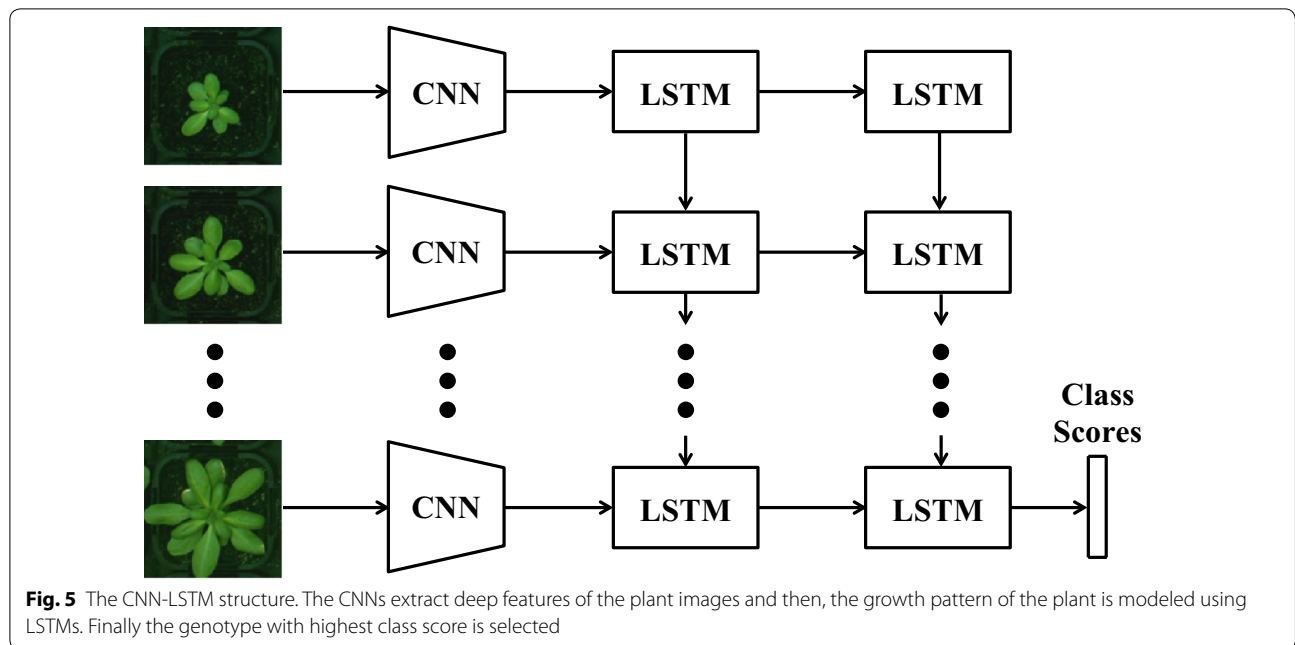 CNN
LSTM
LSTM
CNN
LSTM
LSTM
Class
Scores
CNN
LSTM
LSTM
Fig. 5 The CNN-LSTM structure. The CNNs extract deep features of the plant images and then, the growth pattern of the plant is modeled using
LSTMs. Finally the genotype with highest class score is selected